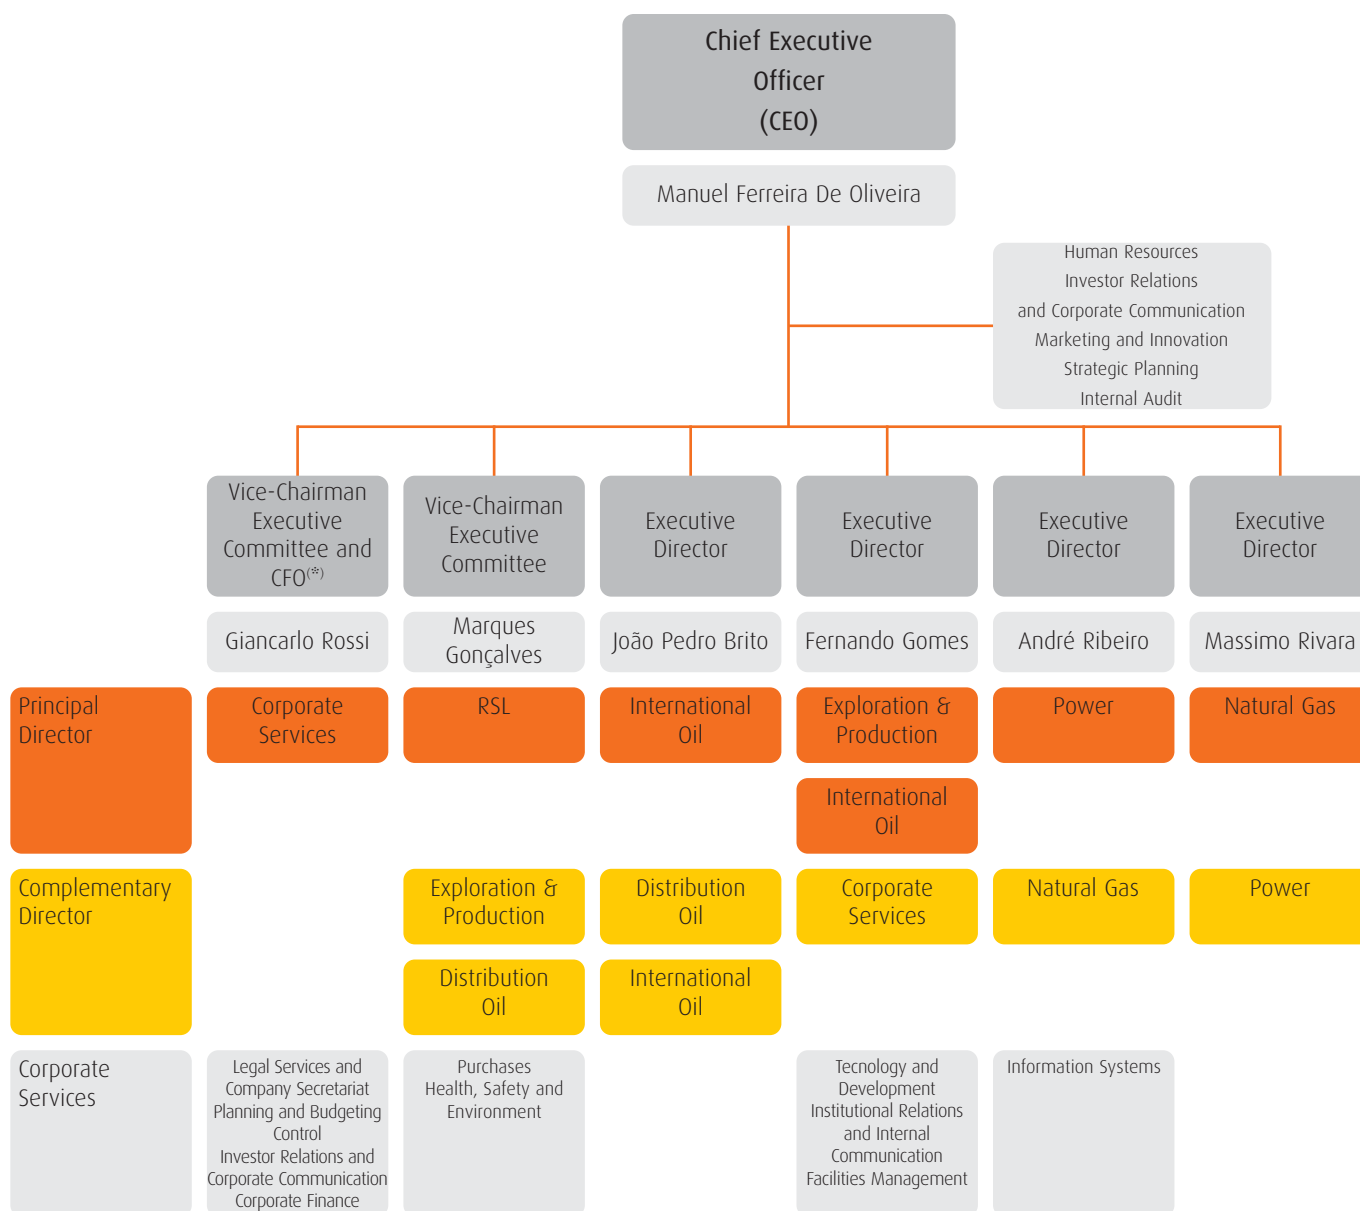 Chief Executive
Officer
(CEO)
Manuel Ferreira De Oliveira
Human Resources
Investor Relations
and Corporate Communication
Marketing and Innovation
Strategic Planning
Internal Audit
Vice-Chairman
Executive
Committee and
CFO(*)
Vice-Chairman
Executive
Committee
Executive
Director
Executive
Director
Executive
Director
Executive
Director
Giancarlo Rossi
Marques
Gonçalves
João Pedro Brito
Fernando Gomes
André Ribeiro
Massimo Rivara
Principal
Director
Corporate
Services
RSL
International
Oil
Exploration &
Production
Power
Natural Gas
International
Oil
Complementary
Director
Exploration &
Production
Distribution
Oil
Corporate
Services
Natural Gas
Power
Distribution
Oil
International
Oil
Corporate
Services
Legal Services and
Company Secretariat
Planning and Budgeting
Control
Investor Relations and
Corporate Communication
Corporate Finance
Purchases
Health, Safety and
Environment
Tecnology and
Development
Institutional Relations
and Internal
Communication
Facilities Management
Information Systems